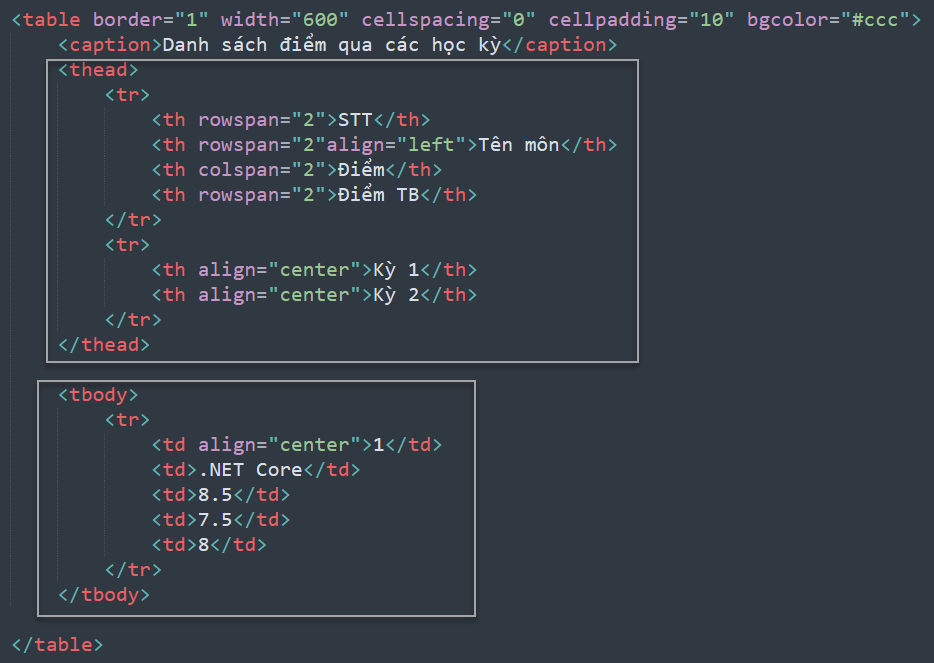 <table border="1" width="600" cellspacing="0" cellpadding="10" bgcolor="#ccc">
<caption>Danh sách điểm qua các học kỳ</caption>
<thead>
<tr>
<th rowspan="2">STT</th>
<th rowspan="2"align="left">Tên môn</th>
<th colspan="2">Điểm</th>
<th rowspan="2">Điểm TB</th>
</tr>
<tr>
<th align="center">Kỳ 1</th>
<th align="center">Kỳ 2</th>
</tr>
</thead>
<tbody>
<tr>
<td align="center">1</td>
<td>.NET Core</td>
<td>8.5</td>
<td>7.5</td>
<td>8</td>
</tr>
</tbody>
</table>